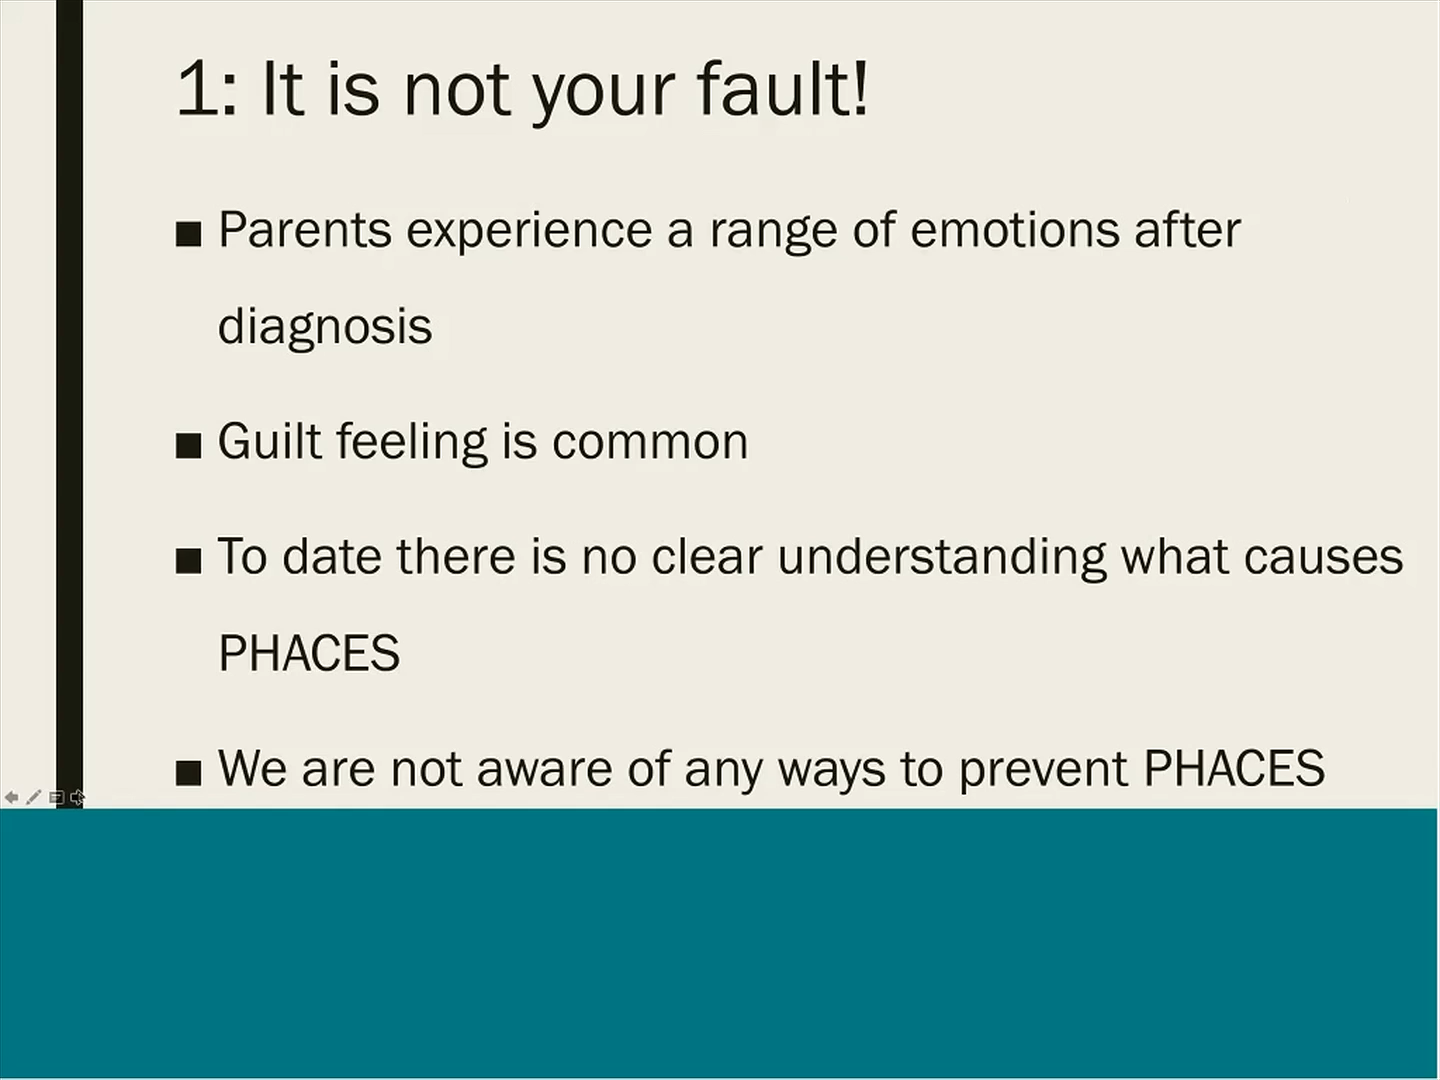 1: It is not your fault!
■ Parents experience a range of emotions after
diagnosis
■ Guilt feeling is common
■ To date there is no clear understanding what causes
PHACES
■ We are not aware of any ways to prevent PHACES